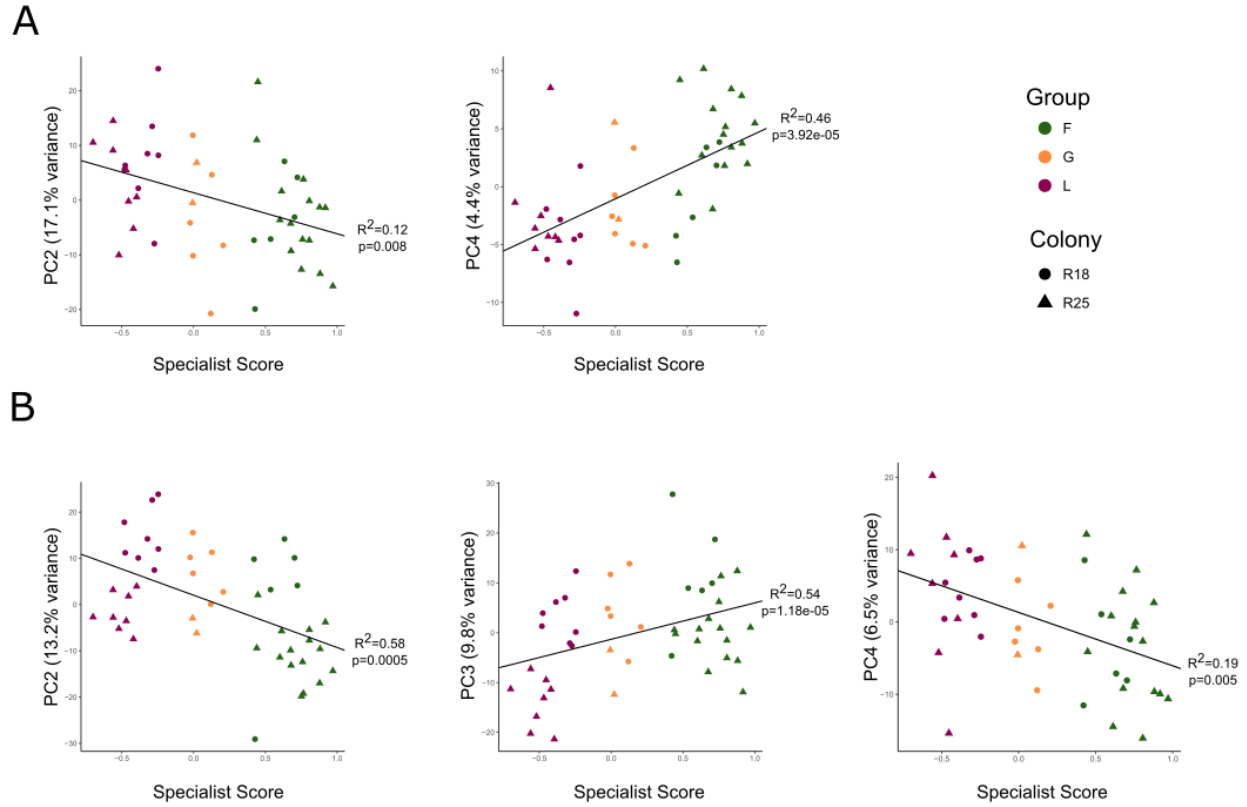 A
PC2 (17.1% variance)
20
10
0
−10
−20
−0.5
0.0
0.5
1.0
Specialist Score
R²=0.12
p=0.008
PC4 (4.4% variance)
10
5
0
−5
−10
−0.5
0.0
0.5
1.0
Specialist Score
R²=0.46
p=3.92e-05
Group
F
G
L
Colony
R18
R25
B
PC2 (13.2% variance)
20
10
0
−10
−20
−30
−0.5
0.0
0.5
1.0
Specialist Score
R²=0.58
p=0.0005
PC3 (9.8% variance)
30
20
10
0
−10
−20
−0.5
0.0
0.5
1.0
Specialist Score
R²=0.54
p=1.18e-05
PC4 (6.5% variance)
20
10
0
−10
−0.5
0.0
0.5
1.0
Specialist Score
R²=0.19
p=0.005